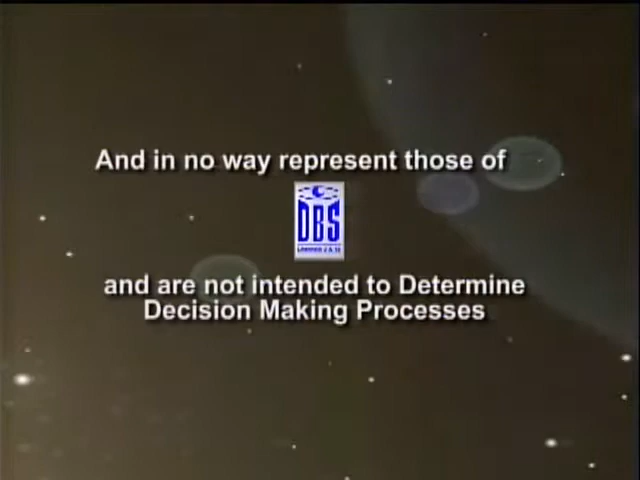 And in no way represent those of
DBS
and are not intended to Determine
Decision Making Processes